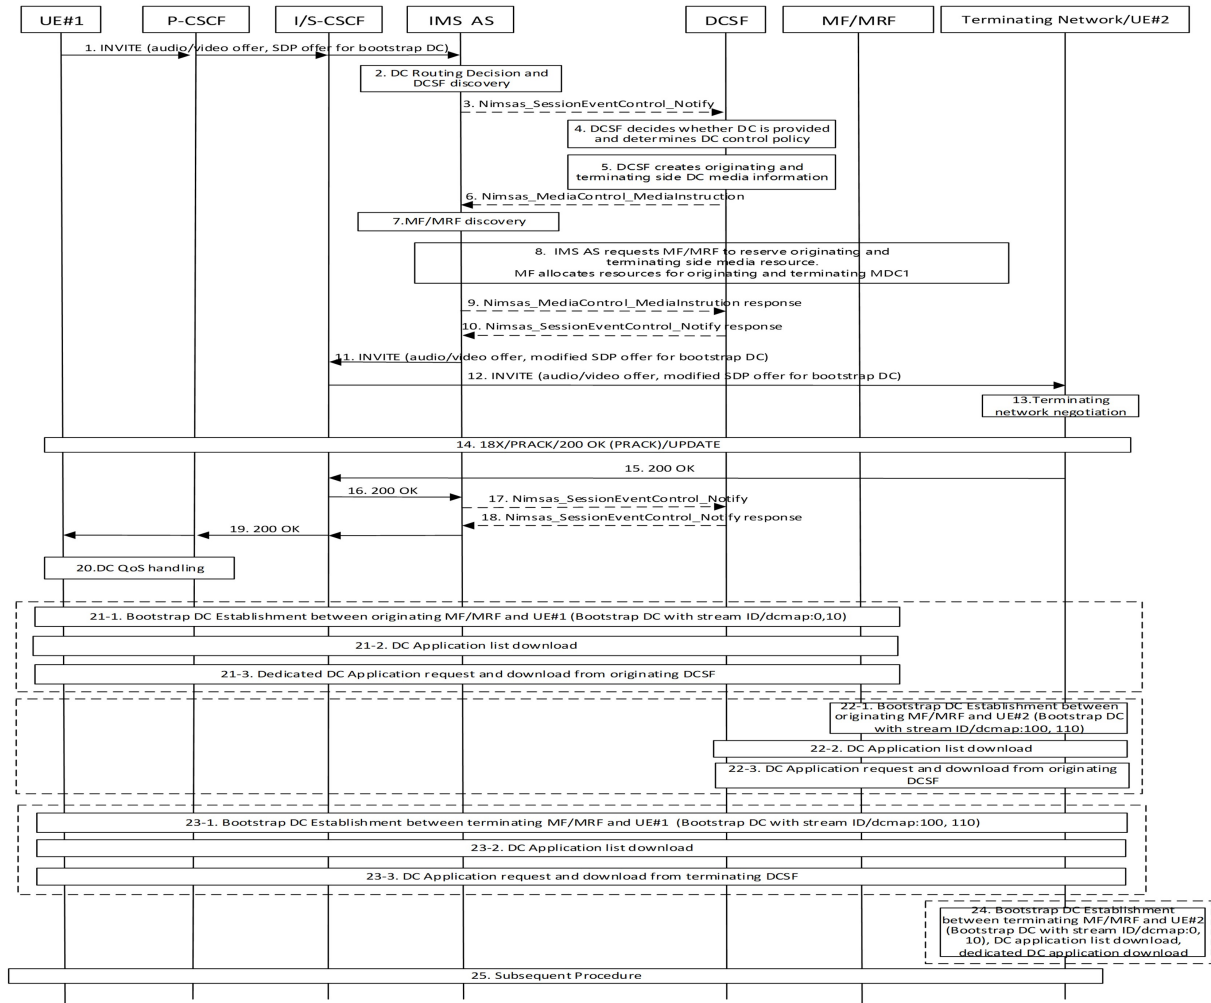 UE#1
P-CSCF
I/S-CSCF
IMS AS
DCSF
MF/MRF
Terminating Network/UE#2
1. INVITE (audio/video offer, SDP offer for bootstrap DC)
2. DC Routing Decision and
DCSF discovery
3. Nimsas_SessionEventControl_Notify
4. DCSF decides whether DC is provided
and determines DC control policy
5. DCSF creates originating and
terminating side DC media information
6. Nimsas_MediaControl_MediaInstruction
7.MF/MRF discovery
8. IMS AS requests MF/MRF to reserve originating and
terminating side media resource.
MF allocates resources for originating and terminating MDC1
9. Nimsas_MediaControl_MediaInstrution response
10. Nimsas_SessionEventControl_Notify response
11. INVITE (audio/video offer, modified SDP offer for bootstrap DC)
12. INVITE (audio/video offer, modified SDP offer for bootstrap DC)
13.Terminating
network negotiation
14. 18X/PRACK/200 OK (PRACK)/UPDATE
15. 200 OK
16. 200 OK
17. Nimsas_SessionEventControl_Notify
18. Nimsas_SessionEventControl_Notify response
19. 200 OK
20.DC QoS handling
21-1. Bootstrap DC Establishment between originating MF/MRF and UE#1 (Bootstrap DC with stream ID/dcmap:0,10)
21-2. DC Application list download
21-3. Dedicated DC Application request and download from originating DCSF
22-1. Bootstrap DC Establishment between
originating MF/MRF and UE#2 (Bootstrap DC
with stream ID/dcmap:100, 110)
22-2. DC Application list download
22-3. DC Application request and download from originating
DCSF
23-1. Bootstrap DC Establishment between terminating MF/MRF and UE#1 (Bootstrap DC with stream ID/dcmap:100, 110)
23-2. DC Application list download
23-3. DC Application request and download from terminating DCSF
24. Bootstrap DC Establishment
between terminating MF/MRF and UE#2
(Bootstrap DC with stream ID/dcmap:0,
10), DC application list download,
dedicated DC application download
25. Subsequent Procedure